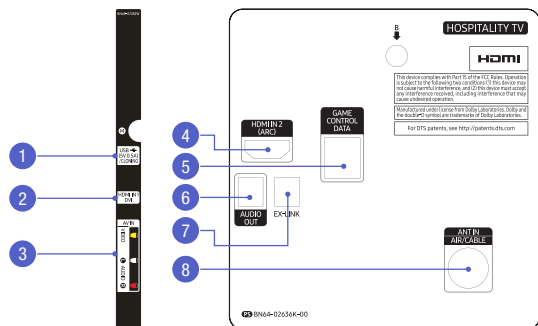 BN64-02635V
H
USB
(5V 0.5A)
/CLONING
1
HDMI IN 1
DVI
2
AV IN
VIDEO
L
AUDIO
R
3
B
HOSPITALITY TV
HDMI
This device complies with Part 15 of the FCC Rules. Operation
is subject to the following two conditions:(1) this device may
not cause harmful interference, and (2) this device must accept
any interference received, including interference that may
cause undesired operation.
Manufactured under license from Dolby Laboratories. Dolby and
the double-D symbol are trademarks of Dolby Laboratories.
For DTS patents, see http://patents.dts.com
HDMI IN 2
(ARC)
4
GAME
CONTROL
DATA
5
AUDIO
OUT
6
EX-LINK
7
ANT IN
AIR/CABLE
8
PS BN64-02636K-00